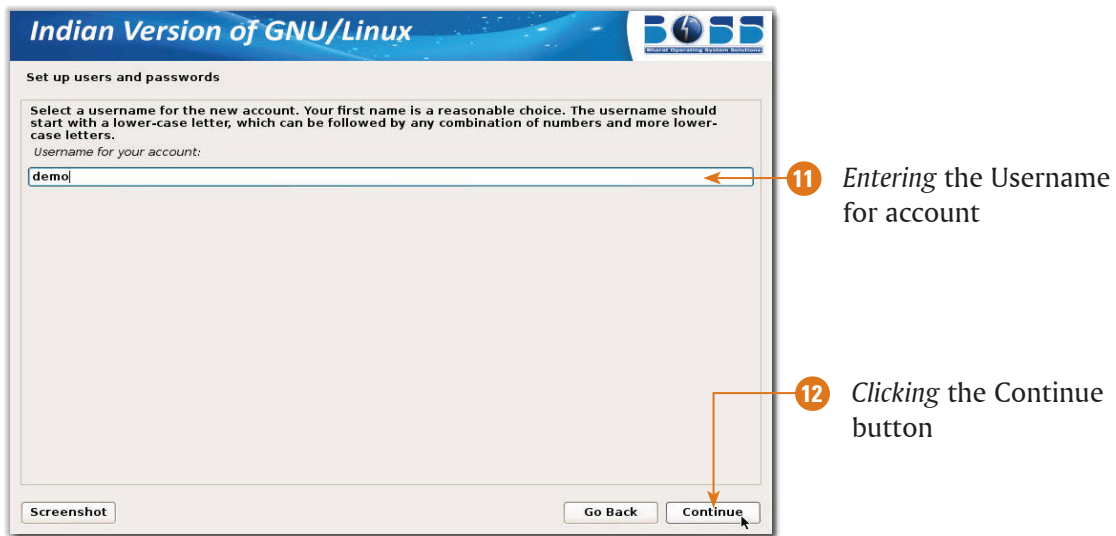 Indian Version of GNU/Linux
BOSS
Bharat Operating System Solutions
Set up users and passwords
Select a username for the new account. Your first name is a reasonable choice. The username should
start with a lower-case letter, which can be followed by any combination of numbers and more lower-
case letters.
Username for your account:
demo
11 Entering the Username
for account
12 Clicking the Continue
button
Screenshot
Go Back
Continue